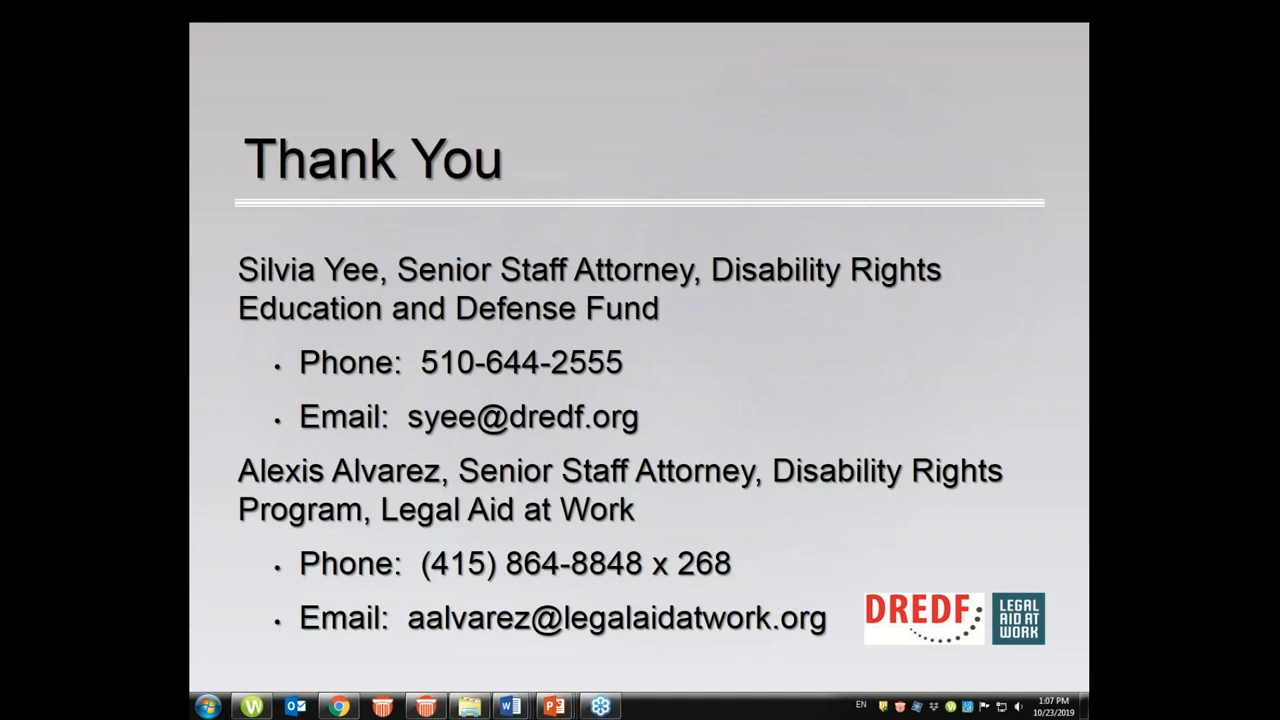 Thank You
Silvia Yee, Senior Staff Attorney, Disability Rights
Education and Defense Fund
• Phone: 510-644-2555
• Email: syee@dredf.org
Alexis Alvarez, Senior Staff Attorney, Disability Rights
Program, Legal Aid at Work
• Phone: (415) 864-8848 x 268
• Email: aalvarez@legalaidatwork.org
DREDF
LEGAL
AID AT
WORK
EN
1:07 PM
10/23/2019